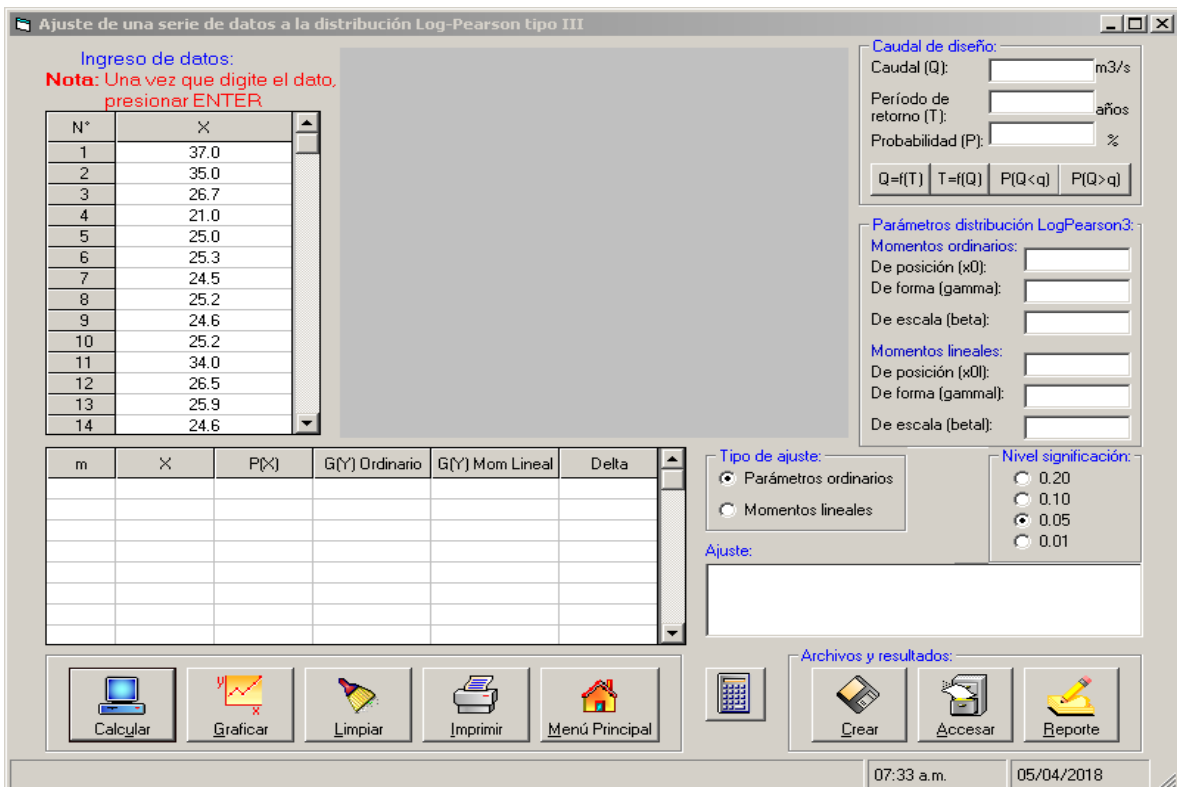 Ajuste de una serie de datos a la distribución Log-Pearson tipo III
Ingreso de datos:
Nota: Una vez que digite el dato,
presionar ENTER
N° X
1 37.0
2 35.0
3 26.7
4 21.0
5 25.0
6 25.3
7 24.5
8 25.2
9 24.6
10 25.2
11 34.0
12 26.5
13 25.9
14 24.6
Caudal de diseño:
Caudal (Q): m3/s
Período de
retorno (T): años
Probabilidad (P): %
Q=f(T) T=f(Q) P(Q<q) P(Q>q)
Parámetros distribución LogPearson3:
Momentos ordinarios:
De posición (x0):
De forma (gamma):
De escala (beta):
Momentos lineales:
De posición (x0l):
De forma (gammal):
De escala (betal):
m X P(X) G(Y) Ordinario G(Y) Mom Lineal Delta
Tipo de ajuste:
Parámetros ordinarios
Momentos lineales
Nivel significación:
0.20
0.10
0.05
0.01
Ajuste:
Calcular Graficar Limpiar Imprimir Menú Principal
Archivos y resultados:
Crear Accesar Reporte
07:33 a.m. 05/04/2018